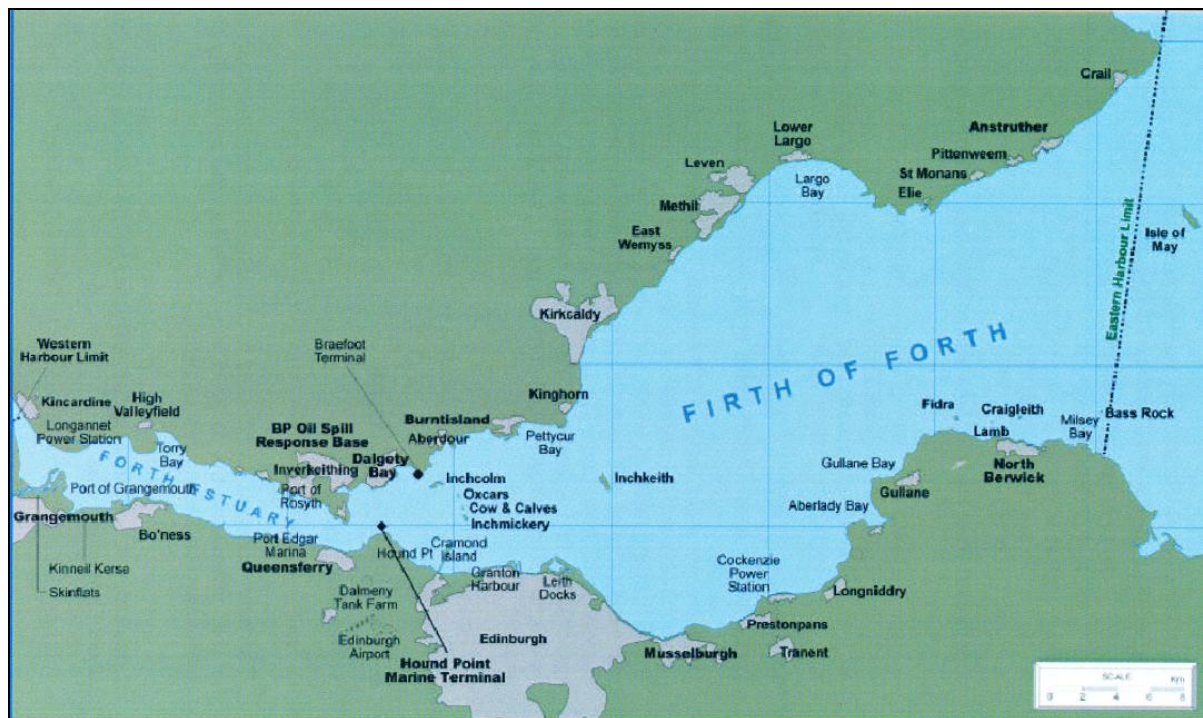 Crail
Anstruther
Pittenweem
St Monans
Elie
Lower
Largo
Largo
Bay
Leven
Methil
East
Wemyss
Isle of
May
Eastern Harbour Limit
Kirkcaldy
FIRTH OF FORTH
Western
Harbour Limit
Braefoot
Terminal
Kincardine
High
Valleyfield
Longannet
Power Station
Torry
Bay
BP Oil Spill
Response Base
Burntisland
Aberdour
Kinghorn
Pettycur
Bay
Fidra
Craigleith
Lamb
Milsey
Bay
Bass Rock
North
Berwick
Inverkeithing
Dalgety
Bay
Port of
Rosyth
FORTH ESTUARY
Port of Grangemouth
Grangemouth
Bo'ness
Kinneil Kerse
Skinflats
Inchcolm
Oxcars
Cow & Calves
Inchmickery
Inchkeith
Gullane Bay
Gullane
Aberlady Bay
Port Edgar
Marina
Queensferry
Hound Pt
Cramond
Island
Granton
Harbour
Leith
Docks
Cockenzie
Power
Station
Longniddry
Dalmeny
Tank Farm
Edinburgh
Airport
Edinburgh
Hound Point
Marine Terminal
Musselburgh
Prestonpans
Tranent
SCALE Km
0 2 4 6 8